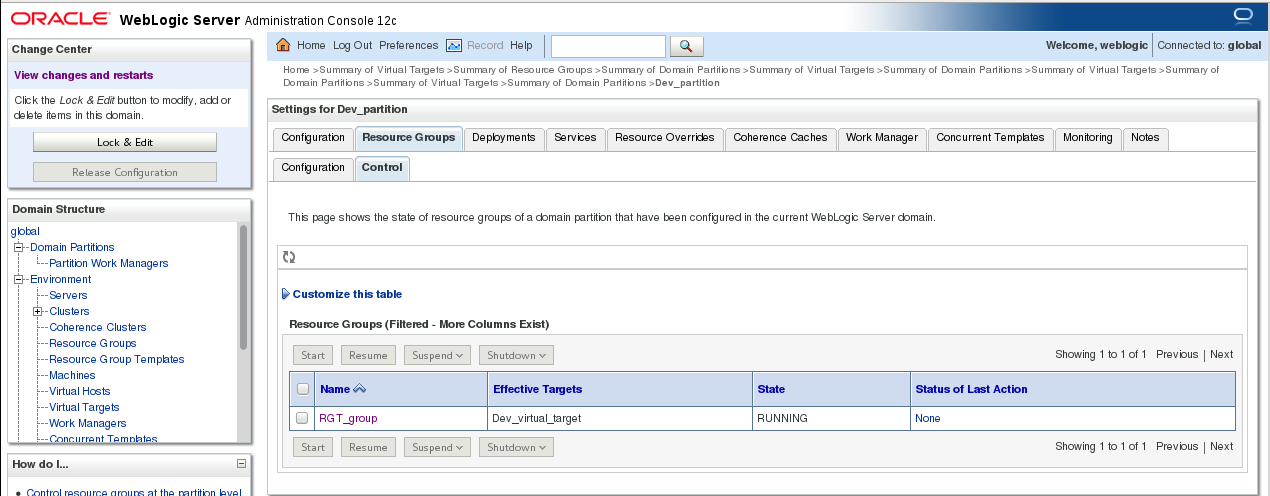 ORACLE WebLogic Server Administration Console 12c
Change Center
View changes and restarts
Click the Lock & Edit button to modify, add or
delete items in this domain.
Lock & Edit
Release Configuration
Domain Structure
global
Domain Partitions
Partition Work Managers
Environment
Servers
Clusters
Coherence Clusters
Resource Groups
Resource Group Templates
Machines
Virtual Hosts
Virtual Targets
Work Managers
Concurrent Templates
How do I...
Control resource groups at the partition level
Home Log Out Preferences Record Help
Welcome, weblogic Connected to: global
Home >Summary of Virtual Targets >Summary of Resource Groups >Summary of Domain Partitions >Summary of Virtual Targets >Summary of Domain Partitions >Summary of Virtual Targets >Summary of
Domain Partitions >Summary of Virtual Targets >Summary of Domain Partitions >Dev_partition
Settings for Dev_partition
Configuration Resource Groups Deployments Services Resource Overrides Coherence Caches Work Manager Concurrent Templates Monitoring Notes
Configuration Control
This page shows the state of resource groups of a domain partition that have been configured in the current WebLogic Server domain.
Customize this table
Resource Groups (Filtered - More Columns Exist)
Start Resume Suspend Shutdown Showing 1 to 1 of 1 Previous | Next
Name Effective Targets State Status of Last Action
RGT_group Dev_virtual_target RUNNING None
Start Resume Suspend Shutdown Showing 1 to 1 of 1 Previous | Next